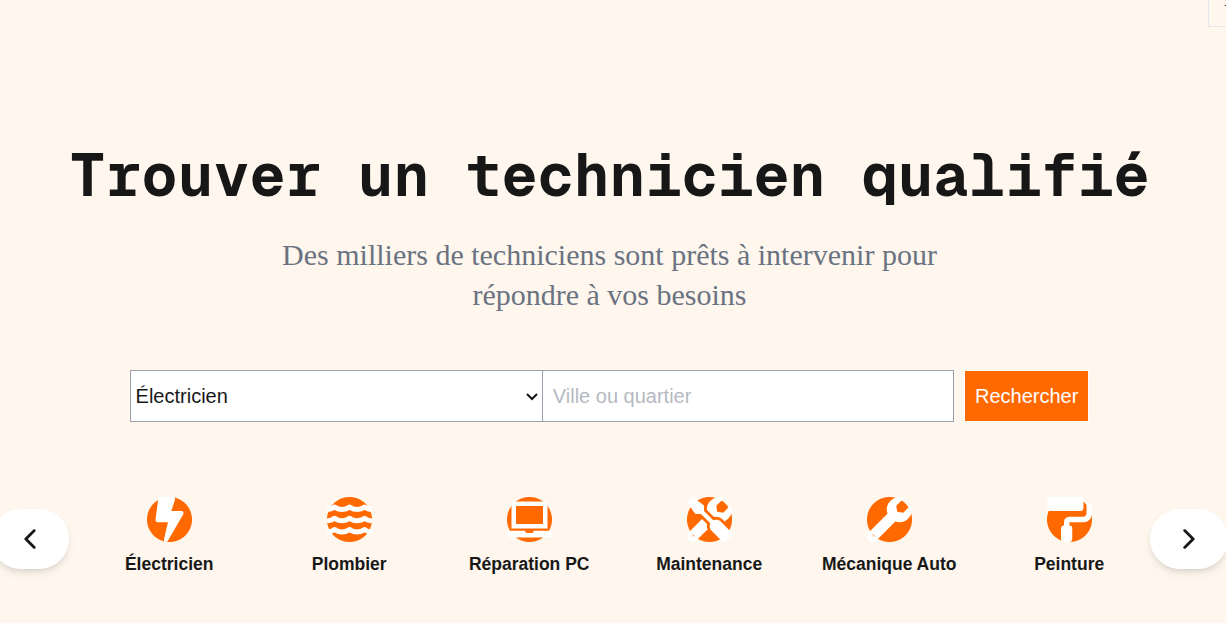 Trouver un technicien qualifié
Des milliers de techniciens sont prêts à intervenir pour
répondre à vos besoins
Électricien
Ville ou quartier
Rechercher
Électricien
Plombier
Réparation PC
Maintenance
Mécanique Auto
Peinture